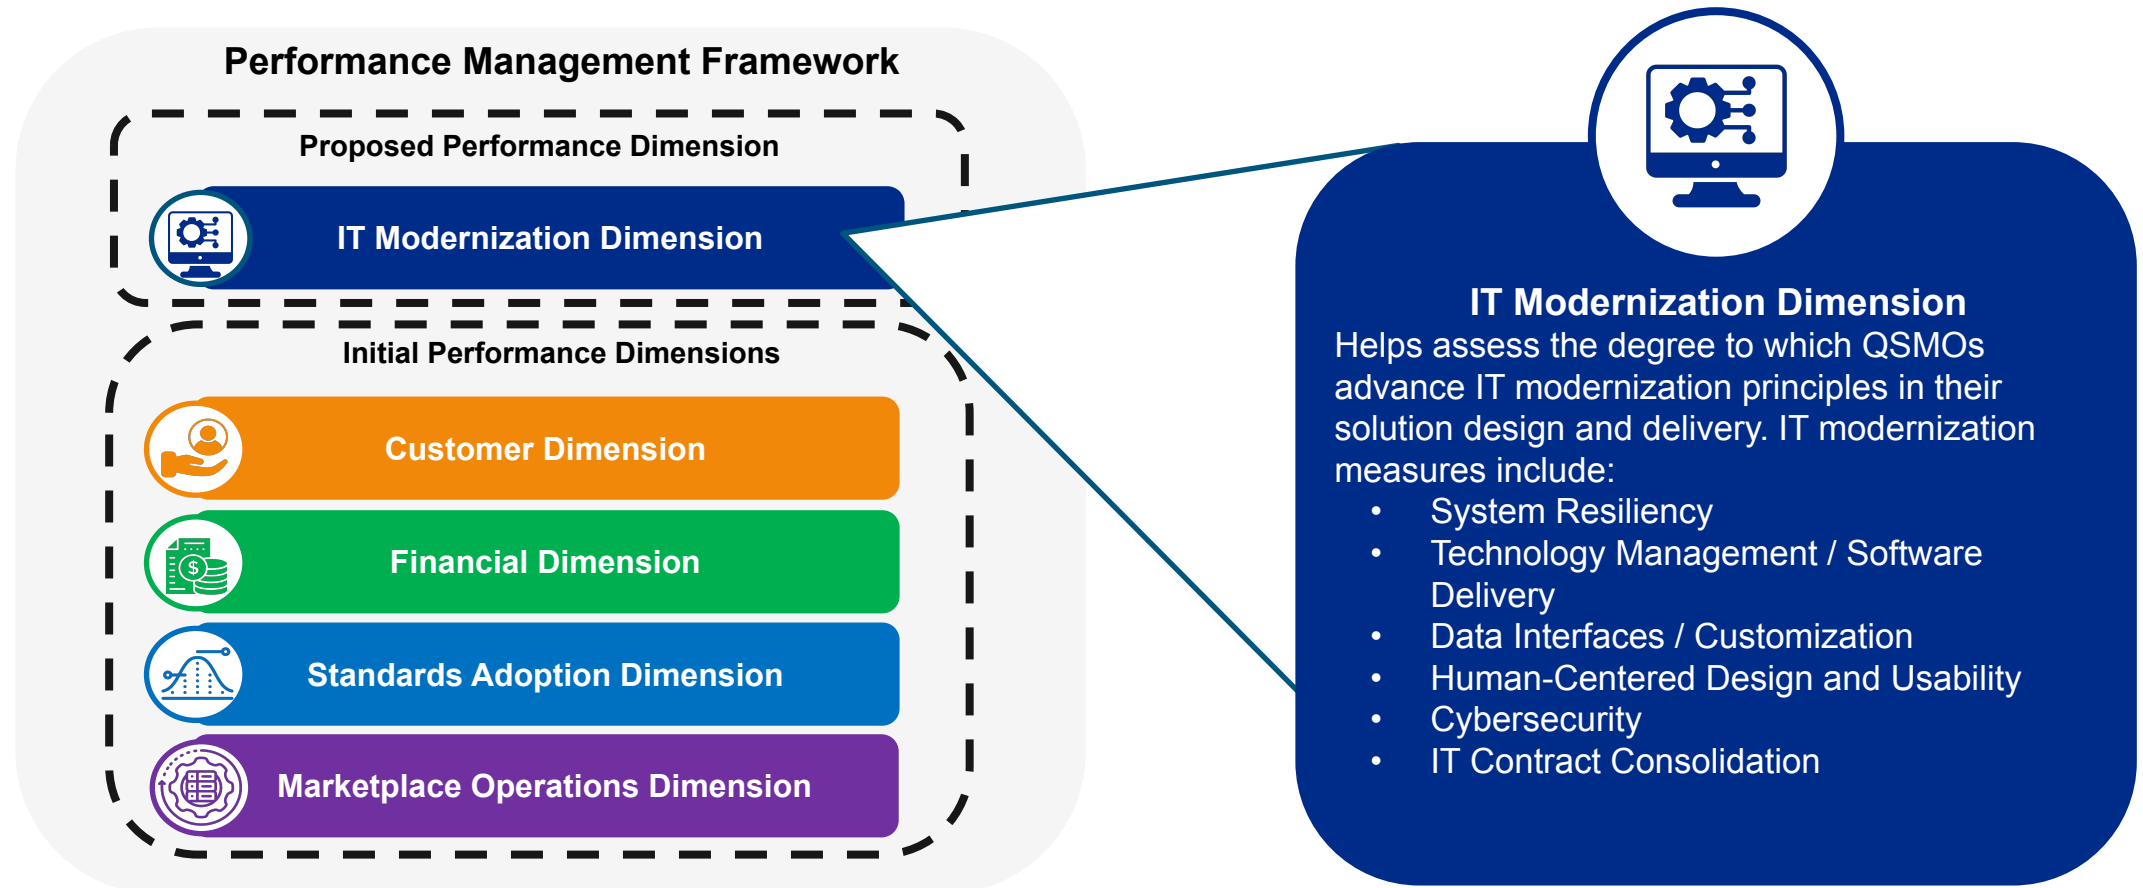 Performance Management Framework
Proposed Performance Dimension
IT Modernization Dimension
Initial Performance Dimensions
Customer Dimension
$
Financial Dimension
Standards Adoption Dimension
Marketplace Operations Dimension
IT Modernization Dimension
Helps assess the degree to which QSMOs
advance IT modernization principles in their
solution design and delivery. IT modernization
measures include:
• System Resiliency
• Technology Management / Software
Delivery
• Data Interfaces / Customization
• Human-Centered Design and Usability
• Cybersecurity
• IT Contract Consolidation